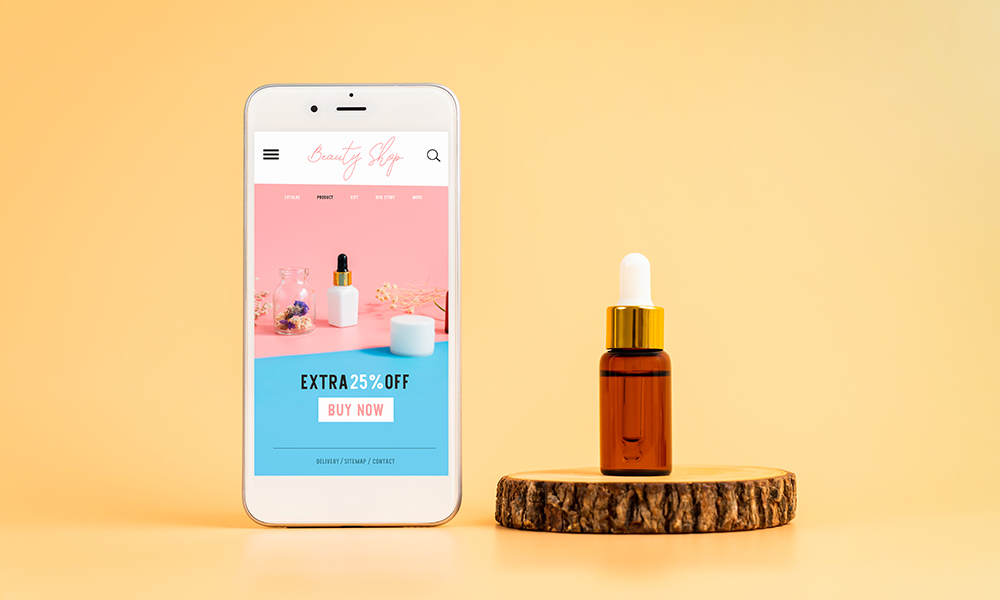 Beauty Shop
CATALOG PRODUCT GIFT OUR STORY MORE
EXTRA 25% OFF
BUY NOW
DELIVERY / SITEMAP / CONTACT